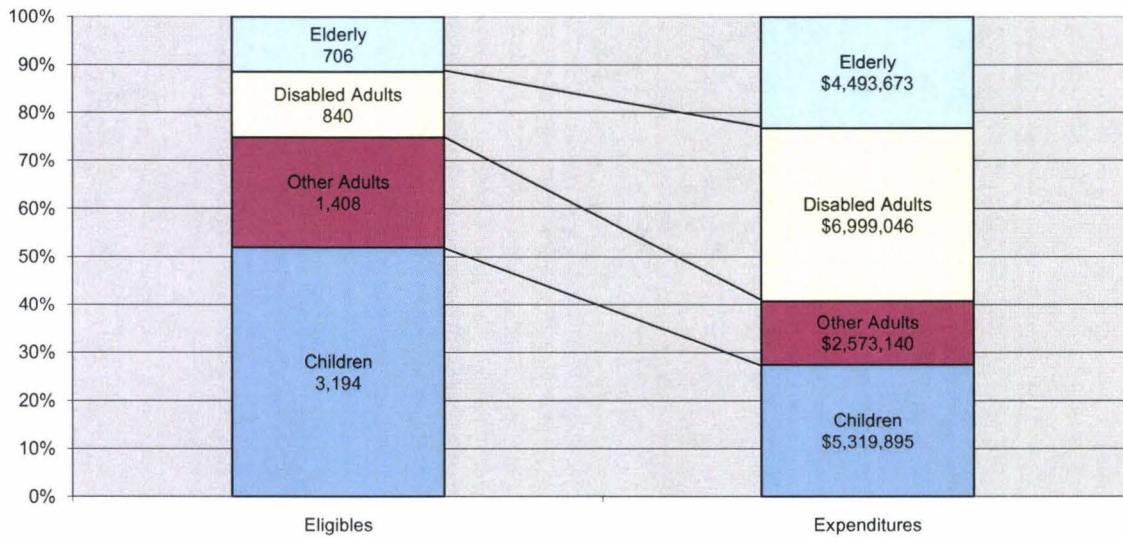 100%
90%
80%
70%
60%
50%
40%
30%
20%
10%
0%
Elderly
706
Disabled Adults
840
Other Adults
1,408
Children
3,194
Elderly
$4,493,673
Disabled Adults
$6,999,046
Other Adults
$2,573,140
Children
$5,319,895
Eligibles
Expenditures